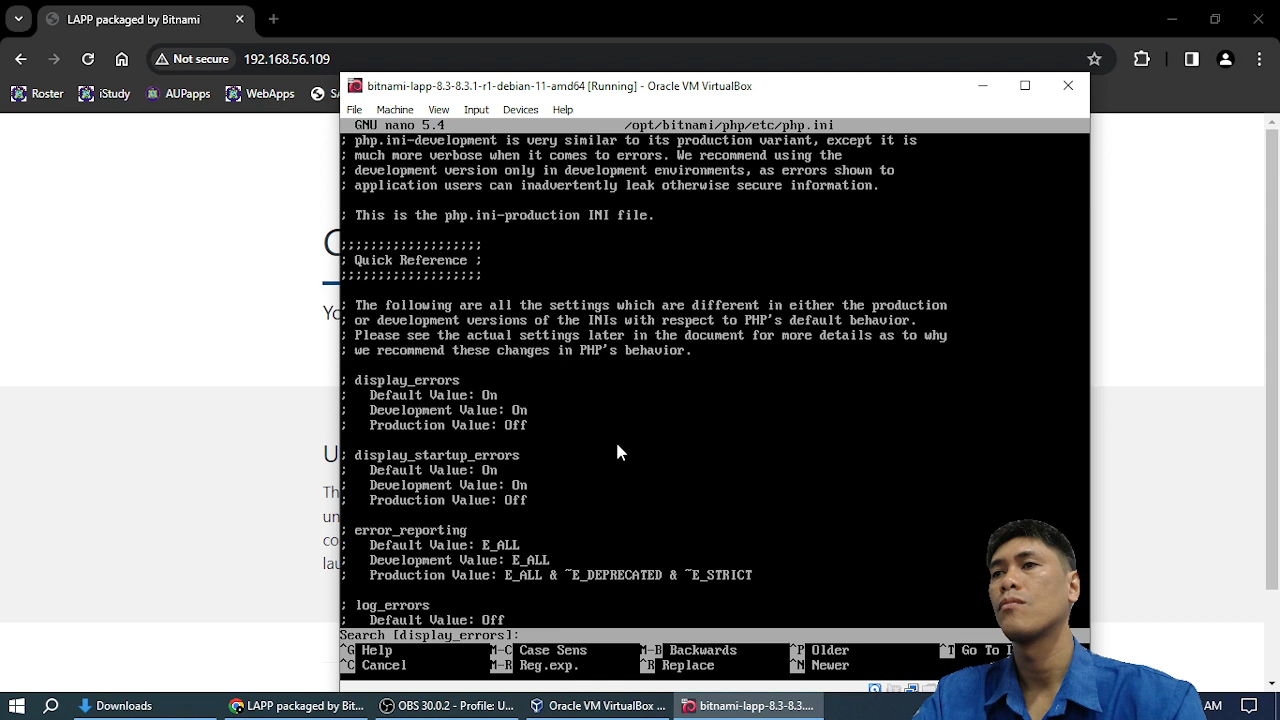 LAPP packaged by Bitnami
Not secure
192.168.56.109
Roster
iStudy
AUPapps
WebApps
bitnami-lapp-8.3-8.3.1-r1-debian-11-amd64 [Running] - Oracle VM VirtualBox
File Machine View Input Devices Help
GNU nano 5.4 /opt/bitnami/php/etc/php.ini
; php.ini-development is very similar to its production variant, except it is
; much more verbose when it comes to errors. We recommend using the
; development version only in development environments, as errors shown to
; application users can inadvertently leak otherwise secure information.
; This is the php.ini-production INI file.
;;;;;;;;;;;;;;;;;;;
; Quick Reference ;
;;;;;;;;;;;;;;;;;;;
; The following are all the settings which are different in either the production
; or development versions of the INIs with respect to PHP's default behavior.
; Please see the actual settings later in the document for more details as to why
; we recommend these changes in PHP's behavior.
; display_errors
;   Default Value: On
;   Development Value: On
;   Production Value: Off
; display_startup_errors
;   Default Value: On
;   Development Value: On
;   Production Value: Off
; error_reporting
;   Default Value: E_ALL
;   Development Value: E_ALL
;   Production Value: E_ALL & ~E_DEPRECATED & ~E_STRICT
; log_errors
;   Default Value: Off
Search [display_errors]:
^G Help M-C Case Sens M-B Backwards ^P Older ^T Go To
^C Cancel M-R Reg.exp. ^R Replace ^N Newer
Downloads
LAPP packaged by Bit...
OBS 30.0.2 - Profile: U...
Oracle VM VirtualBox ...
bitnami-lapp-8.3-8.3....
AM